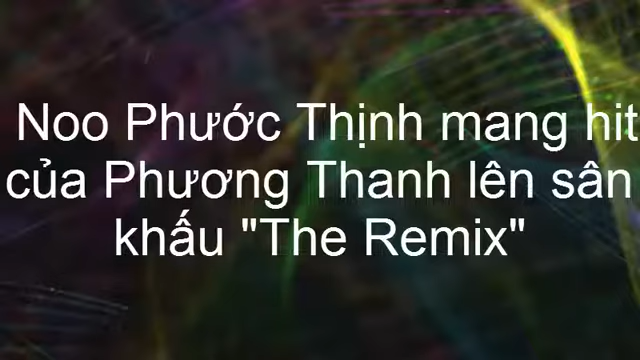 Noo Phước Thịnh mang hit
của Phương Thanh lên sân
khấu "The Remix"